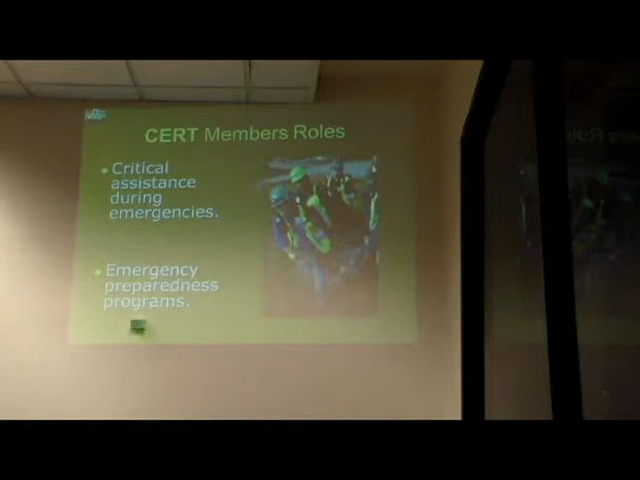 CERT Members Roles
Critical
assistance
during
emergencies.
Emergency
preparedness
programs.